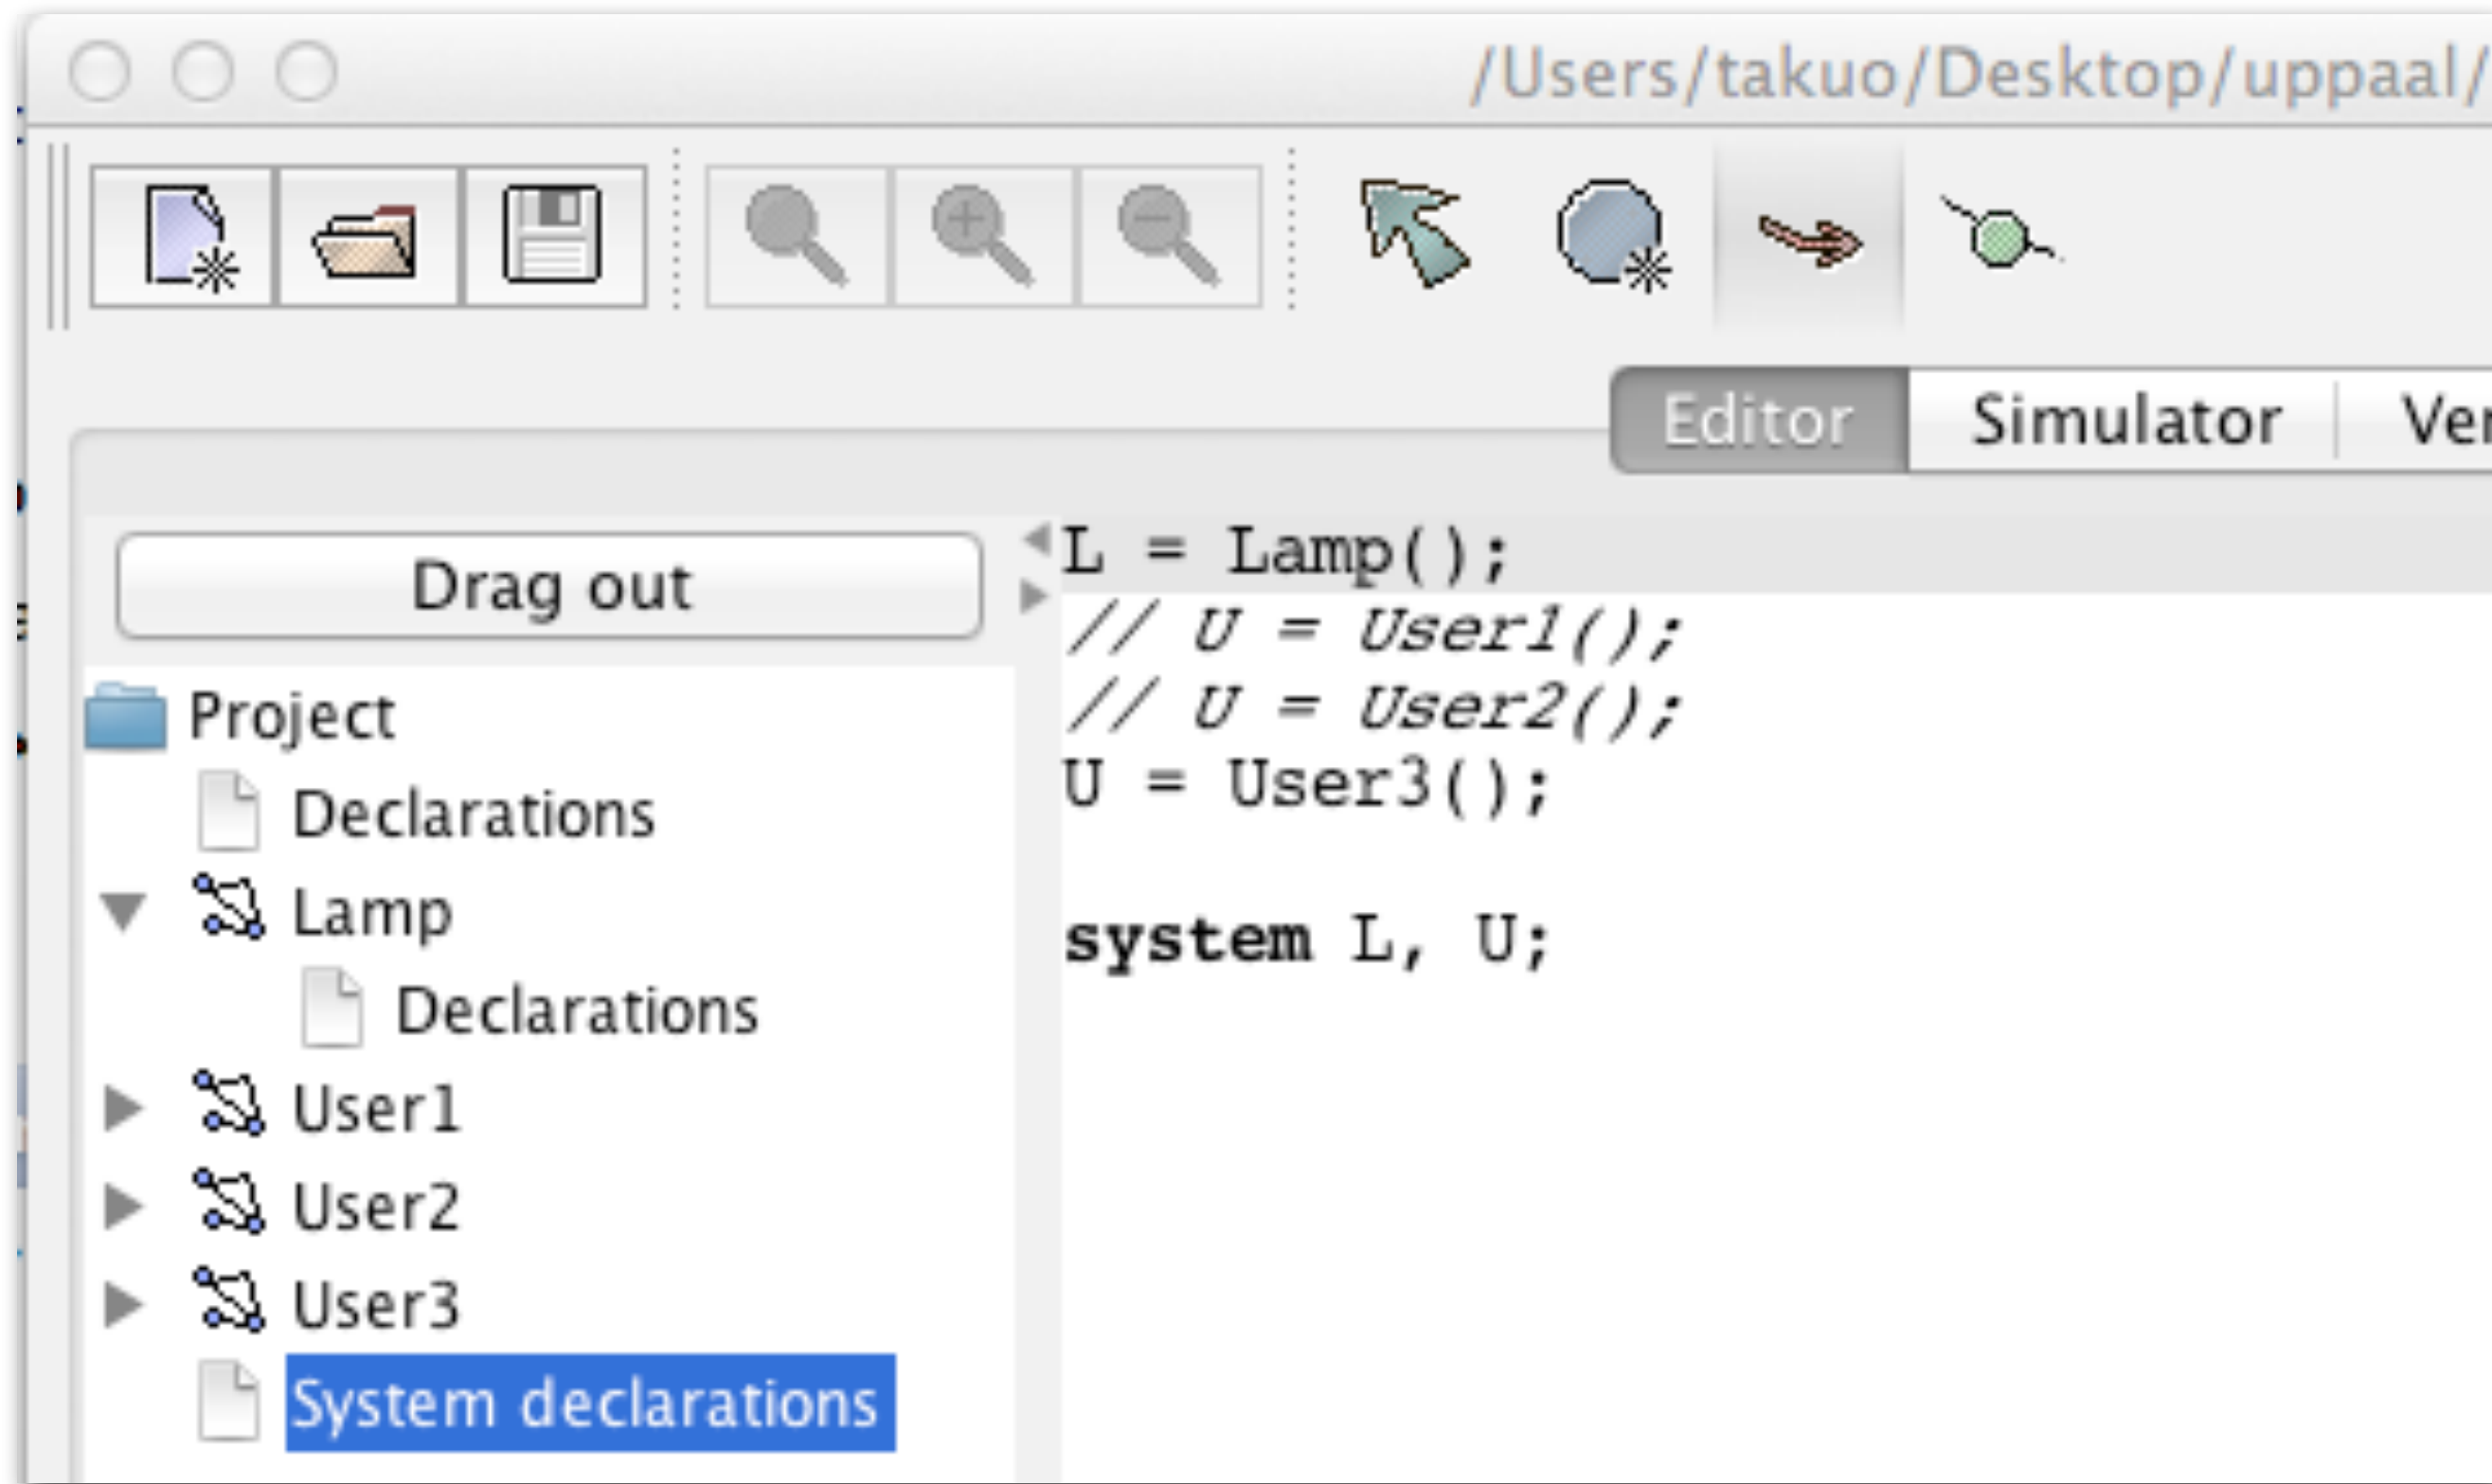 /Users/takuo/Desktop/uppaal/
Editor Simulator
Drag out
Project
Declarations
Lamp
Declarations
User1
User2
User3
System declarations
L = Lamp();
// U = User1();
// U = User2();
U = User3();
system L, U;